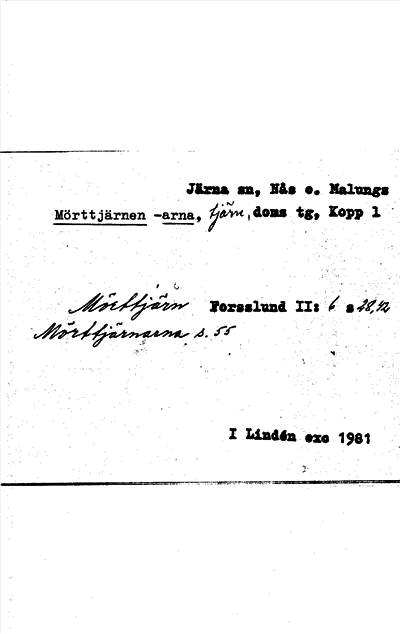 Järna sn, Nås o. Malungs
Mörttjärnen -arna, tjärn, doms tg, Kopp l
Mörttjärn Forsslund II: 6 s 28,42
Mörttjärnarna s. 55
I Lindén exc 1981